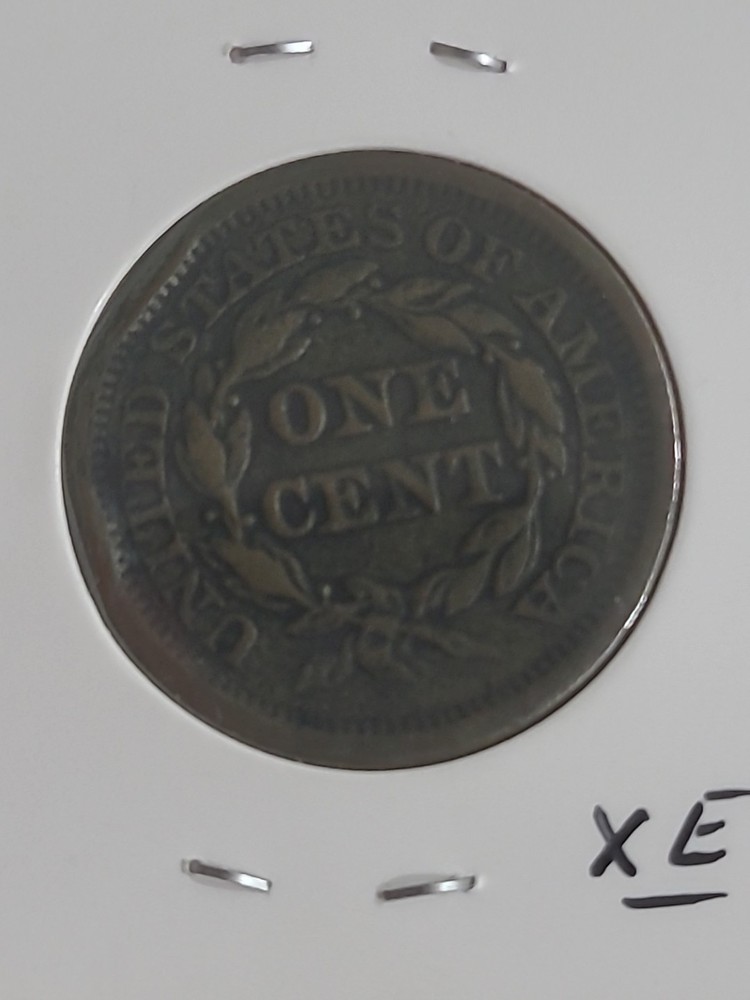 UNITED STATES OF AMERICA
ONE
CENT
XE